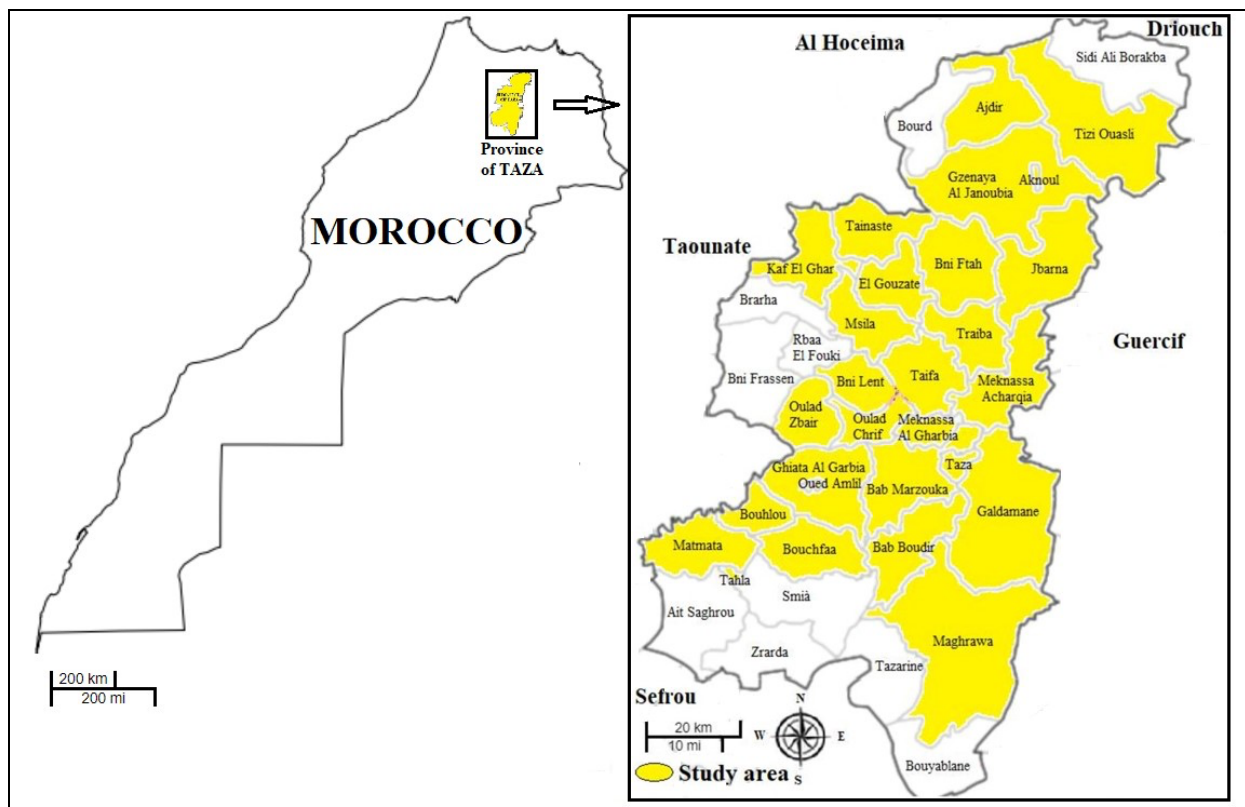 Province
of TAZA
MOROCCO
200 km
200 mi
Driouch
Al Hoceima
Sidi Ali Borakba
Ajdir
Bourd
Tizi Ouasli
Gzenaya
Al Janoubia
Aknoul
Tainaste
Taounate
Bni Ftah
Kaf El Ghar
Jbarna
El Gouzate
Brarha
Msila
Traiba
Guercif
Rbaa
El Fouki
Bni Frassen
Bni Lent
Taifa
Meknassa
Acharqia
Oulad
Zbair
Oulad
Chrif
Meknassa
Al Gharbia
Taza
Ghiata Al Garbia
Oued Amlil
Bab Marzouka
Galdamane
Bouhlou
Matmata
Bouchfaa
Bab Boudir
Tahla
Smià
Ait Saghrou
Maghrawa
Zrarda
Tazarine
Sefrou
N
20 km
10 mi
W
E
S
Bouyablane
Study area